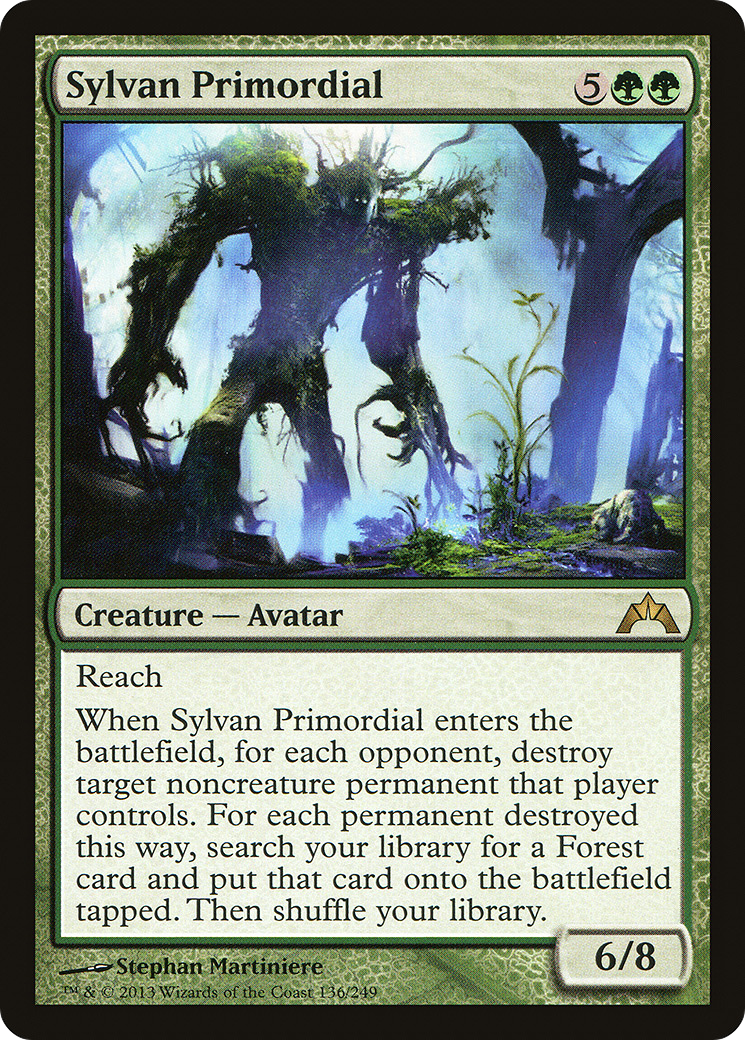 Sylvan Primordial 5
Creature — Avatar
Reach
When Sylvan Primordial enters the
battlefield, for each opponent, destroy
target noncreature permanent that player
controls. For each permanent destroyed
this way, search your library for a Forest
card and put that card onto the battlefield
tapped. Then shuffle your library.
6/8
Stephan Martiniere
™ & © 2013 Wizards of the Coast 136/249